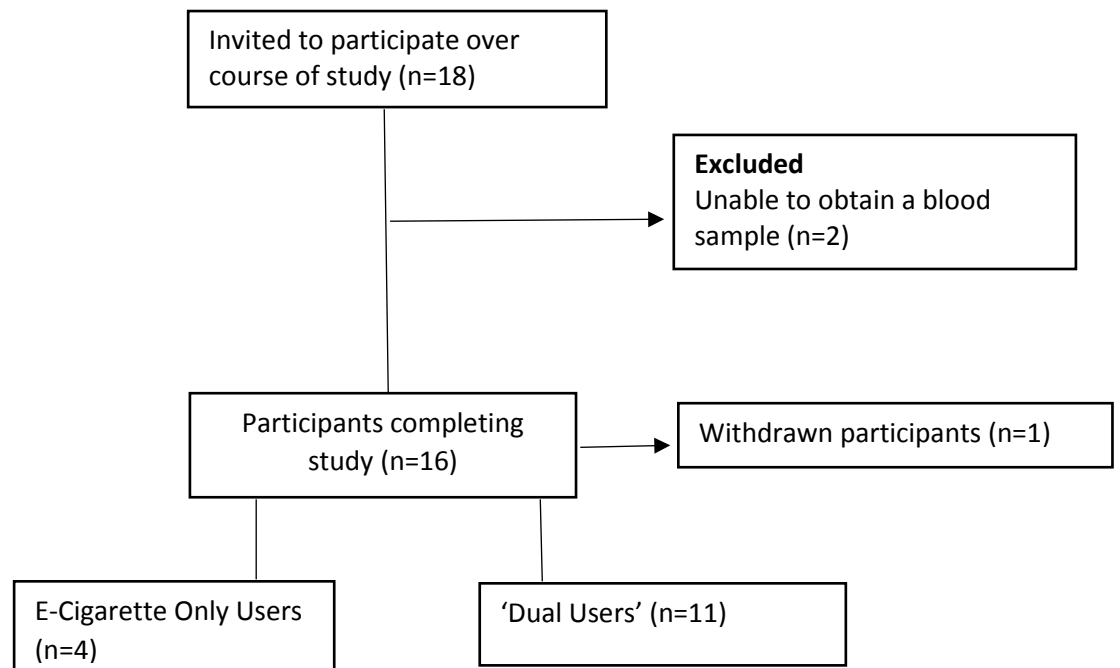 Invited to participate over
course of study (n=18)
Excluded
Unable to obtain a blood
sample (n=2)
Participants completing
study (n=16)
Withdrawn participants (n=1)
E-Cigarette Only Users
(n=4)
‘Dual Users’ (n=11)